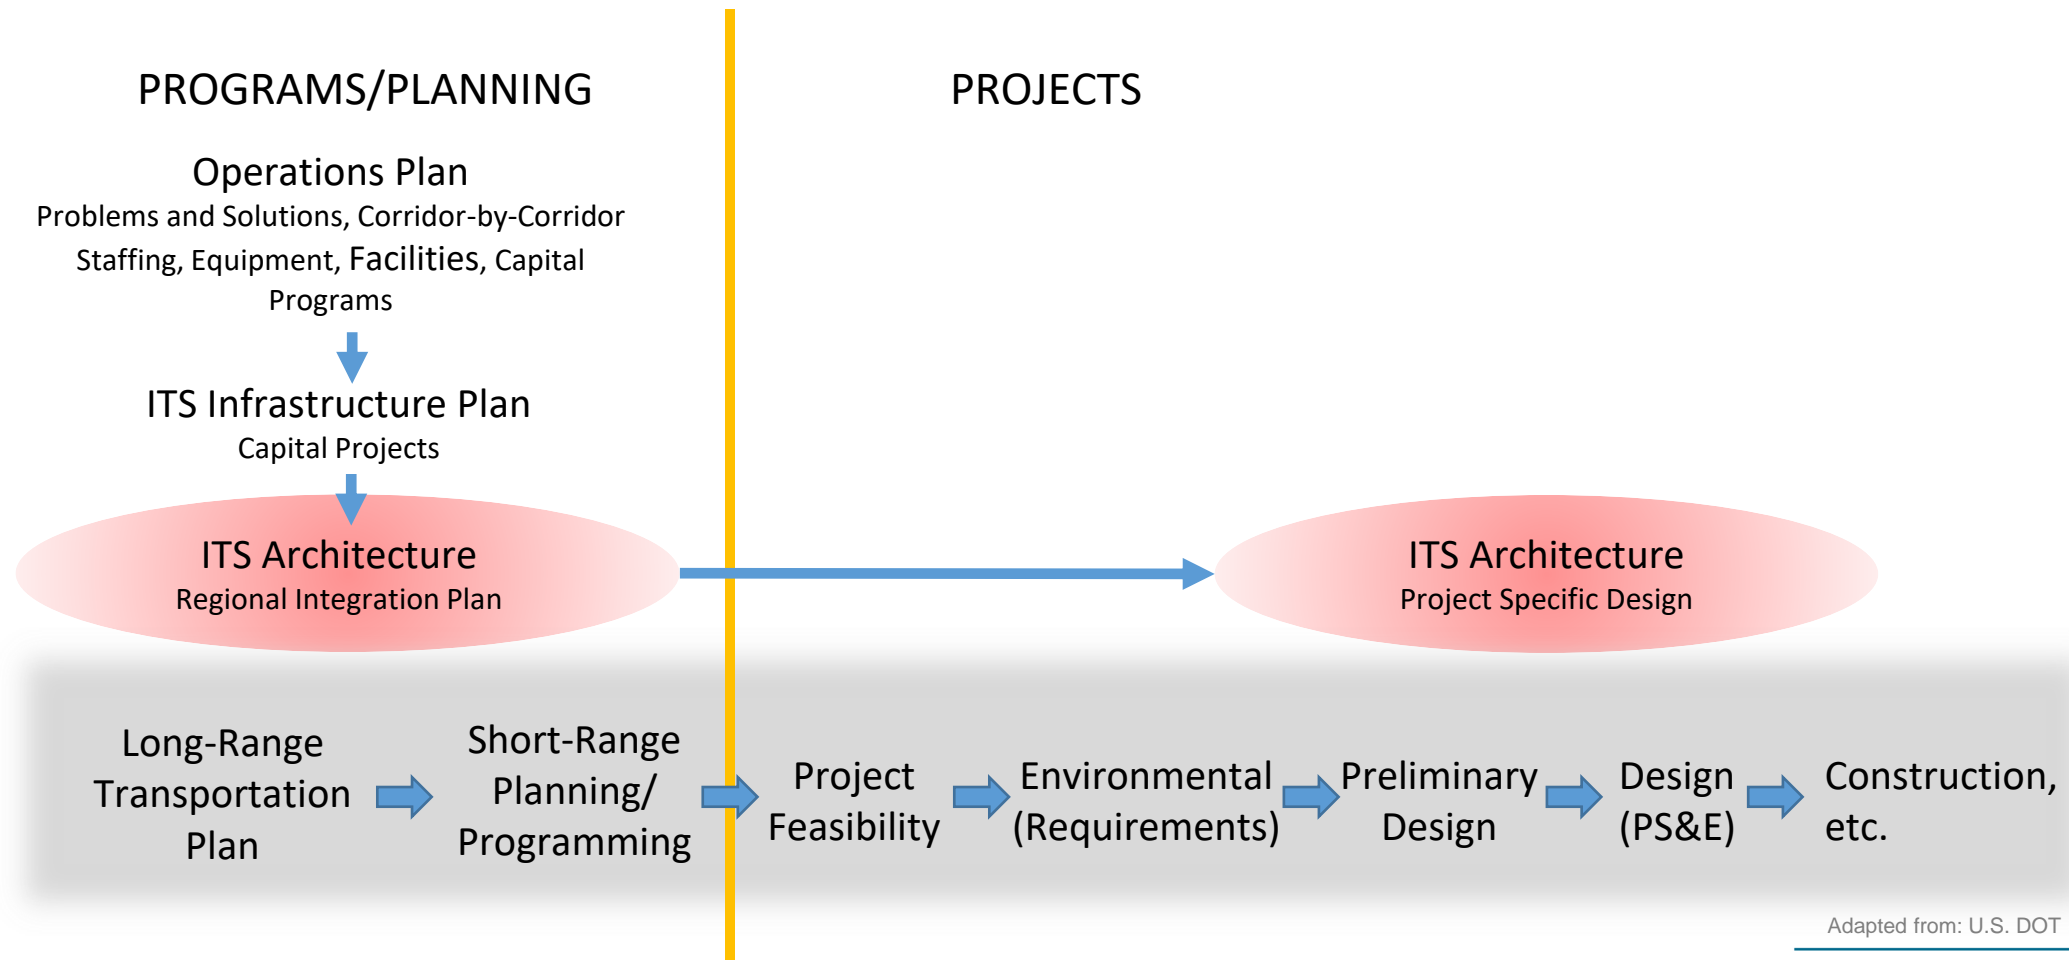 PROGRAMS/PLANNING
PROJECTS
Operations Plan
Problems and Solutions, Corridor-by-Corridor
Staffing, Equipment, Facilities, Capital
Programs
ITS Infrastructure Plan
Capital Projects
ITS Architecture
Regional Integration Plan
ITS Architecture
Project Specific Design
Long-Range
Transportation
Plan
Short-Range
Planning/
Programming
Project
Feasibility
Environmental
(Requirements)
Preliminary
Design
Design
(PS&E)
Construction,
etc.
Adapted from: U.S. DOT